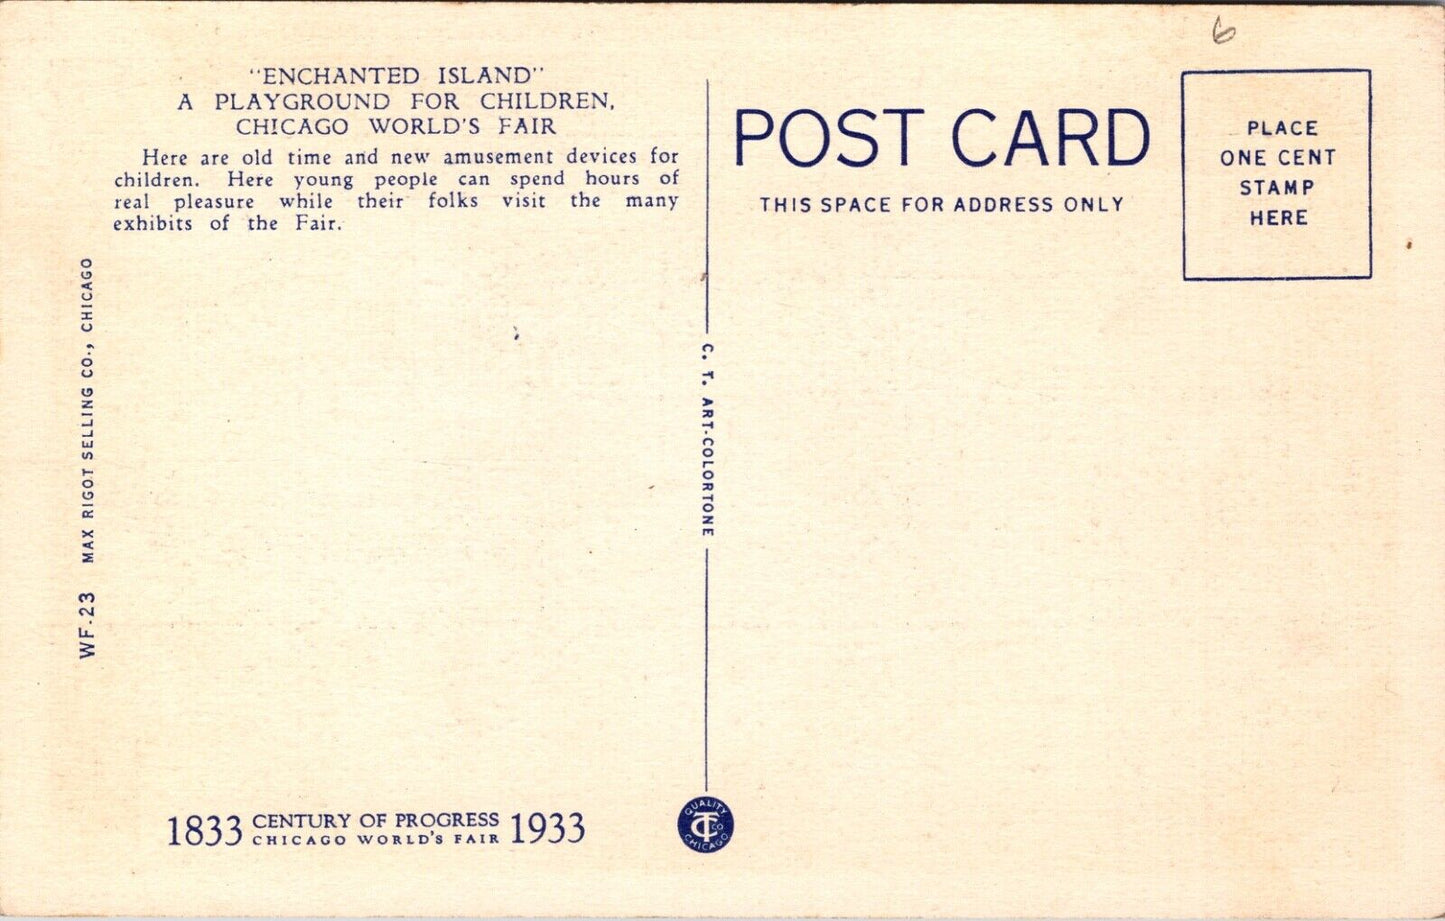 6
"ENCHANTED ISLAND"
A PLAYGROUND FOR CHILDREN,
CHICAGO WORLD'S FAIR
Here are old time and new amusement devices for
children. Here young people can spend hours of
real pleasure while their folks visit the many
exhibits of the Fair.
POST CARD
THIS SPACE FOR ADDRESS ONLY
PLACE
ONE CENT
STAMP
HERE
WF.23 MAX RIGOT SELLING CO., CHICAGO
C. T. ART-COLORTONE
1833 CENTURY OF PROGRESS 1933
CHICAGO WORLD'S FAIR
QUALITY
CT CO
CHICAGO